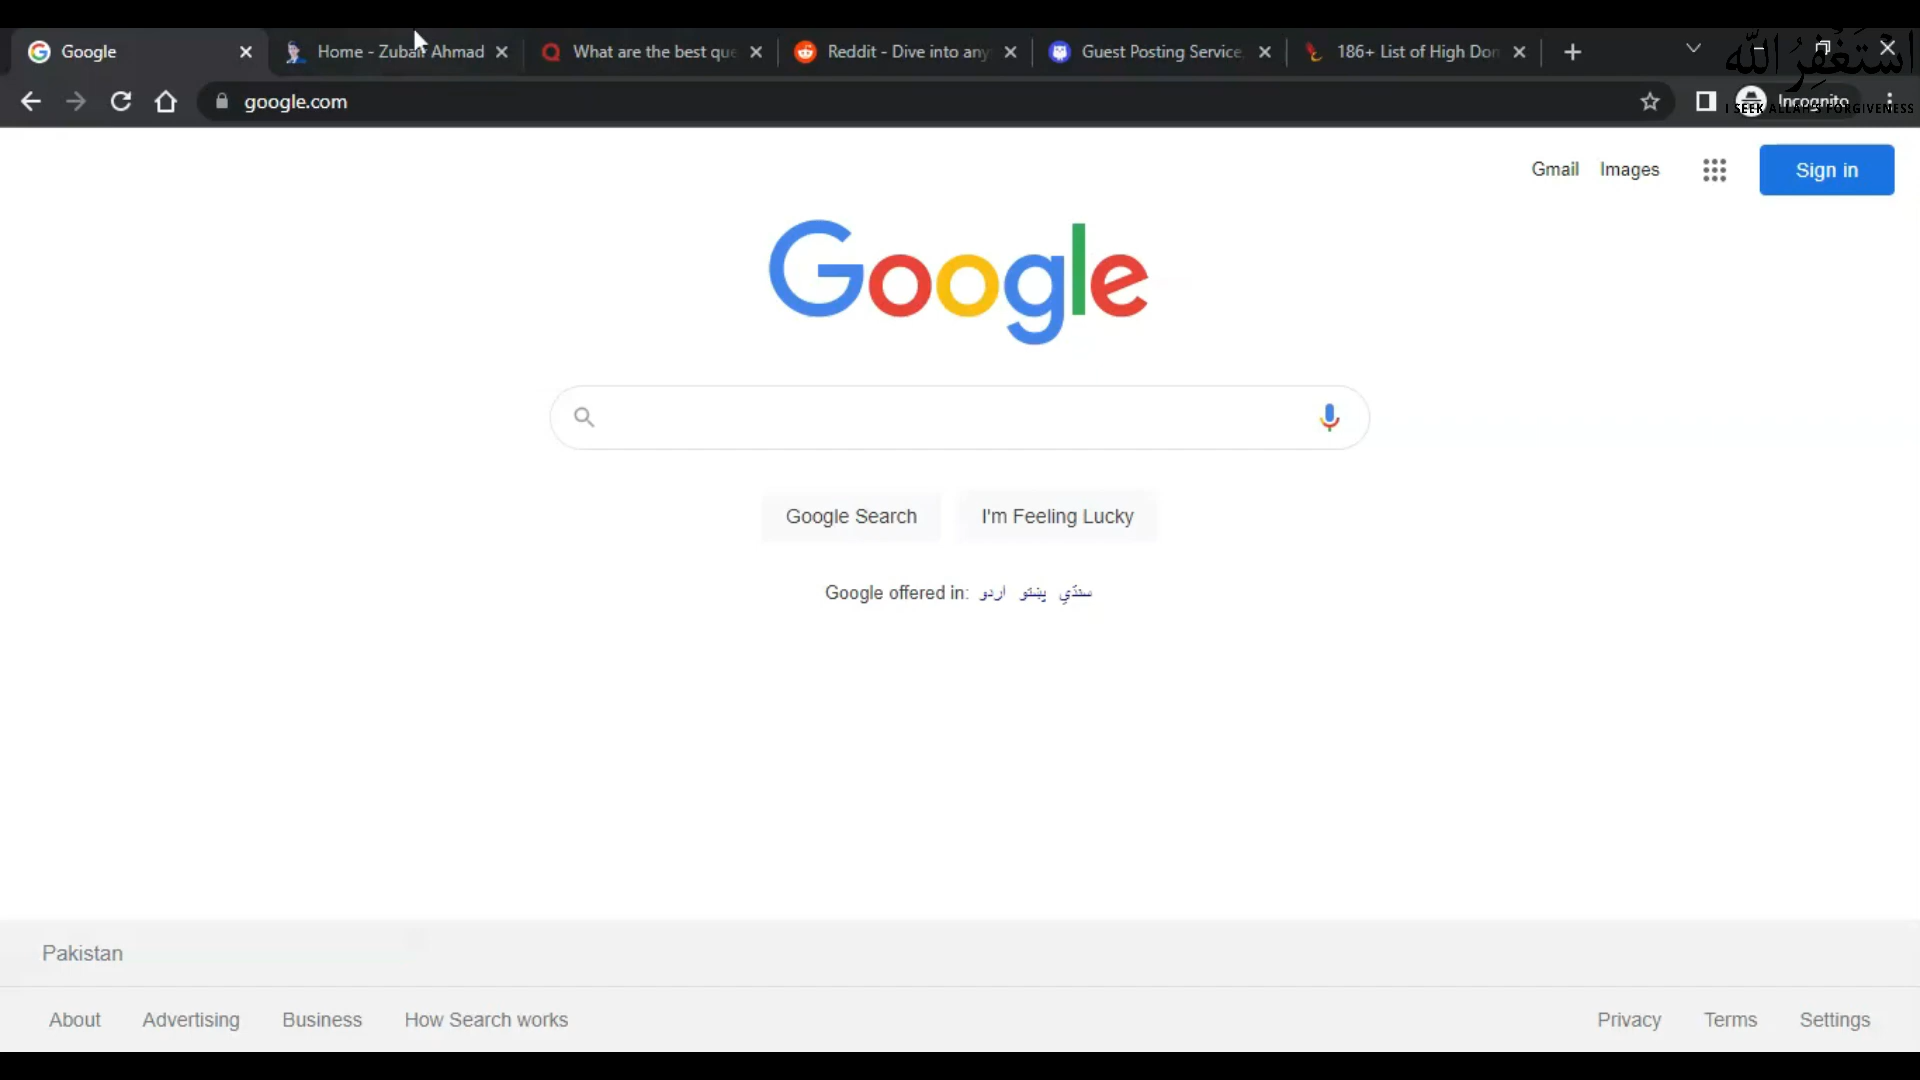 Google
Home - Zubair Ahmad
What are the best que
Reddit - Dive into any
Guest Posting Service
186+ List of High Don
أستغفر الله
I SEEK ALLAH'S FORGIVENESS
google.com
Incognito
Gmail
Images
Sign in
Google
Google Search
I'm Feeling Lucky
Google offered in: اردو پښتو سنڌي
Pakistan
About
Advertising
Business
How Search works
Privacy
Terms
Settings